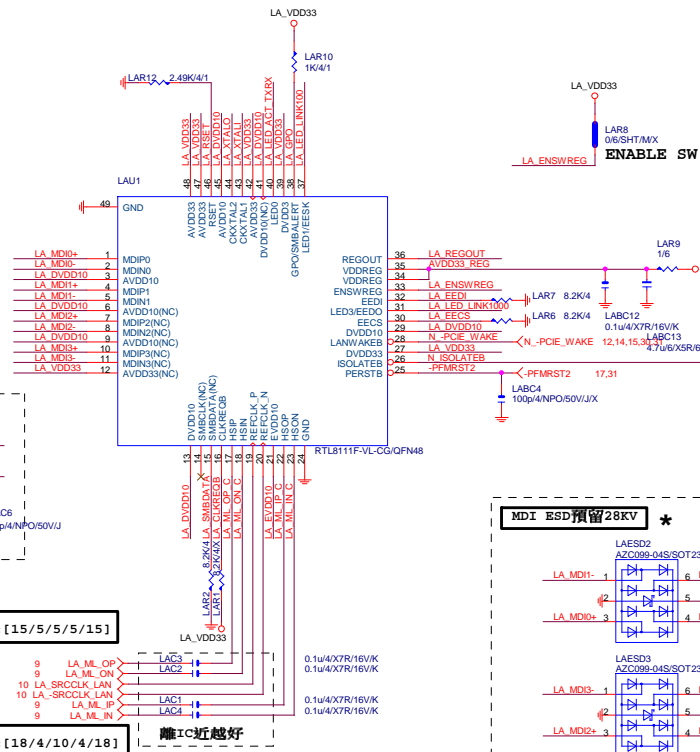 LA_VDD33
LAR10
1K/4/1
LAR12 2.49K/4/1
LA_VDD33
LAR8
0/6/SHT/M/X
ENABLE SW
LA_ENSWREG
LA_VDD33
LA_VDD33
LA_RSET
LA_DVDD10
LA_XTALO
LA_XTALI
LA_VDD33
LA_DVDD10
LA_LED_ACT_TXRX
LA_VDD33
LA_GPO
LA_LED_LINK100
48 47 46 45 44 43 42 41 40 39 38 37
LAU1
AVDD33
AVDD33
RSET
AVDD10
CKXTAL2
CKXTAL1
AVDD33
DVDD10(NC)
LED0
DVDD3
GPO/SMBALERT
LED1/EESK
49 GND
LA_MDI0+ 1 MDIP0
LA_MDI0- 2 MDIN0
LA_DVDD10 3 AVDD10
LA_MDI1+ 4 MDIP1
LA_MDI1- 5 MDIN1
LA_DVDD10 6 AVDD10(NC)
LA_MDI2+ 7 MDIP2(NC)
LA_MDI2- 8 MDIN2(NC)
LA_DVDD10 9 AVDD10(NC)
LA_MDI3+ 10 MDIP3(NC)
LA_MDI3- 11 MDIN3(NC)
LA_VDD33 12 AVDD33(NC)
REGOUT 36 LA_REGOUT
VDDREG 35 AVDD33_REG
VDDREG 34
ENSWREG 33 LA_ENSWREG
EEDI 32 LA_EEDI
LED3/EEDO 31 LA_LED_LINK1000
EECS 30 LA_EECS
DVDD10 29 LA_DVDD10
LANWAKEB 28 N_-PCIE_WAKE
DVDD33 27 LA_VDD33
ISOLATEB 26 N_ISOLATEB
PERSTB 25 -PFMRST2
LAR7 8.2K/4
LAR6 8.2K/4
LAR9
1/6
LABC12
0.1u/4/X7R/16V/K
LABC13
4.7u/6/X5R/6
N_-PCIE_WAKE 12,14,15,30,31
-PFMRST2 17,31
LABC4
100p/4/NPO/50V/J/X
DVDD10
SMBCLK(NC)
SMBDATA(NC)
CLKREQB
HSIP
HSIN
REFCLK_P
REFCLK_N
EVDD10
HSOP
HSON
GND
RTL8111F-VL-CG/QFN48
13 14 15 16 17 18 19 20 21 22 23 24
LA_DVDD10
LA_SMBDATA
LA_CLKREQB
LA_ML_OP_C
LA_ML_ON_C
LA_EVDD10
LA_ML_IP_C
LA_ML_IN_C
8.2K/4
8.2K/4/X
LAR2
LAR1
LA_VDD33
C6
p/4/NPO/50V/J
[15/5/5/5/15]
9 LA_ML_OP LAC3 0.1u/4/X7R/16V/K
9 LA_ML_ON LAC2 0.1u/4/X7R/16V/K
10 LA_SRCCLK_LAN
10 LA_-SRCCLK_LAN
9 LA_ML_IP LAC1 0.1u/4/X7R/16V/K
9 LA_ML_IN LAC4 0.1u/4/X7R/16V/K
離IC近越好
[18/4/10/4/18]
MDI ESD預留28KV *
LAESD2
AZC099-04S/SOT23
LA_MDI1- 1 6
2 5
LA_MDI0+ 3 4
LAESD3
AZC099-04S/SOT23
LA_MDI3- 1 6
2 5
LA_MDI2+ 3 4